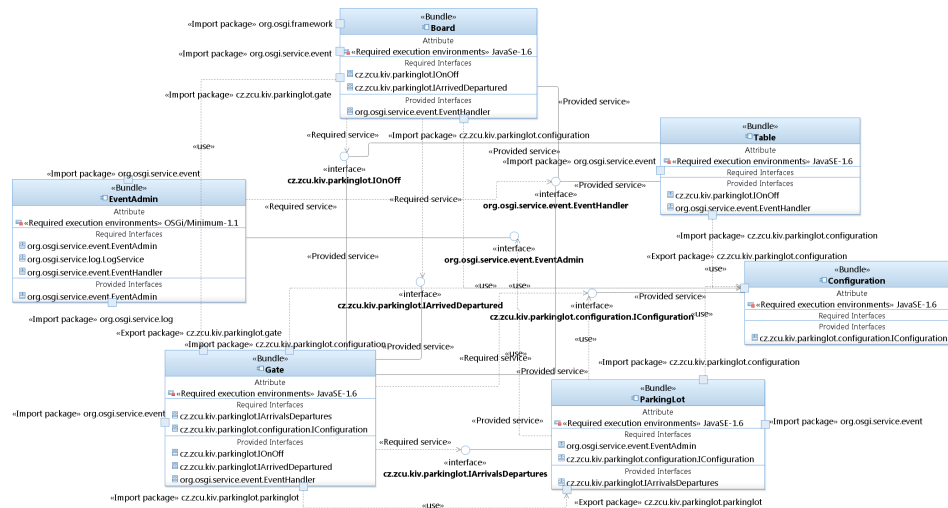 «Bundle»
Board
Attribute
«Required execution environments» JavaSe-1.6
Required Interfaces
cz.zcu.kiv.parkinglot.IOnOff
cz.zcu.kiv.parkinglot.IArrivedDepartured
Provided Interfaces
org.osgi.service.event.EventHandler
«Import package» org.osgi.framework
«Import package» org.osgi.service.event
«Import package» cz.zcu.kiv.parkinglot.gate
«use»
«Required service»
«Import package» cz.zcu.kiv.parkinglot.configuration
«Provided service»
«Provided service»
«Import package» org.osgi.service.event
«interface»
cz.zcu.kiv.parkinglot.IOnOff
«Bundle»
Table
Attribute
«Required execution environments» JavaSE-1.6
Required Interfaces
Provided Interfaces
cz.zcu.kiv.parkinglot.IOnOff
org.osgi.service.event.EventHandler
«Import package» org.osgi.service.event
«Bundle»
EventAdmin
Attribute
«Required execution environments» OSGi/Minimum-1.1
Required Interfaces
org.osgi.service.event.EventAdmin
org.osgi.service.log.LogService
org.osgi.service.event.EventHandler
Provided Interfaces
org.osgi.service.event.EventAdmin
«Required service»
«Required service»
«Provided service»
«interface»
org.osgi.service.event.EventHandler
«interface»
org.osgi.service.event.EventAdmin
«Provided service»
«Import package» cz.zcu.kiv.parkinglot.configuration
«Export package» cz.zcu.kiv.parkinglot.configuration
«use»
«Bundle»
Configuration
Attribute
«Required execution environments» JavaSE-1.6
Required Interfaces
Provided Interfaces
cz.zcu.kiv.parkinglot.configuration.IConfiguration
«interface»
cz.zcu.kiv.parkinglot.IArrivedDepartured
«use»
«use»
«interface»
cz.zcu.kiv.parkinglot.configuration.IConfiguration
«Provided service»
«use»
«use»
«Import package» org.osgi.service.log
«Export package» cz.zcu.kiv.parkinglot.gate
«Import package» cz.zcu.kiv.parkinglot.configuration
«Provided service»
«Required service»
«use»
«Provided service»
«Import package» cz.zcu.kiv.parkinglot.configuration
«Bundle»
Gate
Attribute
«Required execution environments» JavaSE-1.6
Required Interfaces
cz.zcu.kiv.parkinglot.IArrivalsDepartures
cz.zcu.kiv.parkinglot.configuration.IConfiguration
Provided Interfaces
cz.zcu.kiv.parkinglot.IOnOff
cz.zcu.kiv.parkinglot.IArrivedDepartured
org.osgi.service.event.EventHandler
«Import package» org.osgi.service.event
«Bundle»
ParkingLot
Attribute
«Required execution environments» JavaSE-1.6
Required Interfaces
org.osgi.service.event.EventAdmin
cz.zcu.kiv.parkinglot.configuration.IConfiguration
Provided Interfaces
cz.zcu.kiv.parkinglot.IArrivalsDepartures
«Import package» org.osgi.service.event
«Provided service»
«Required service»
«interface»
cz.zcu.kiv.parkinglot.IArrivalsDepartures
«Import package» cz.zcu.kiv.parkinglot.parkinglot
«use»
«Export package» cz.zcu.kiv.parkinglot.parkinglot